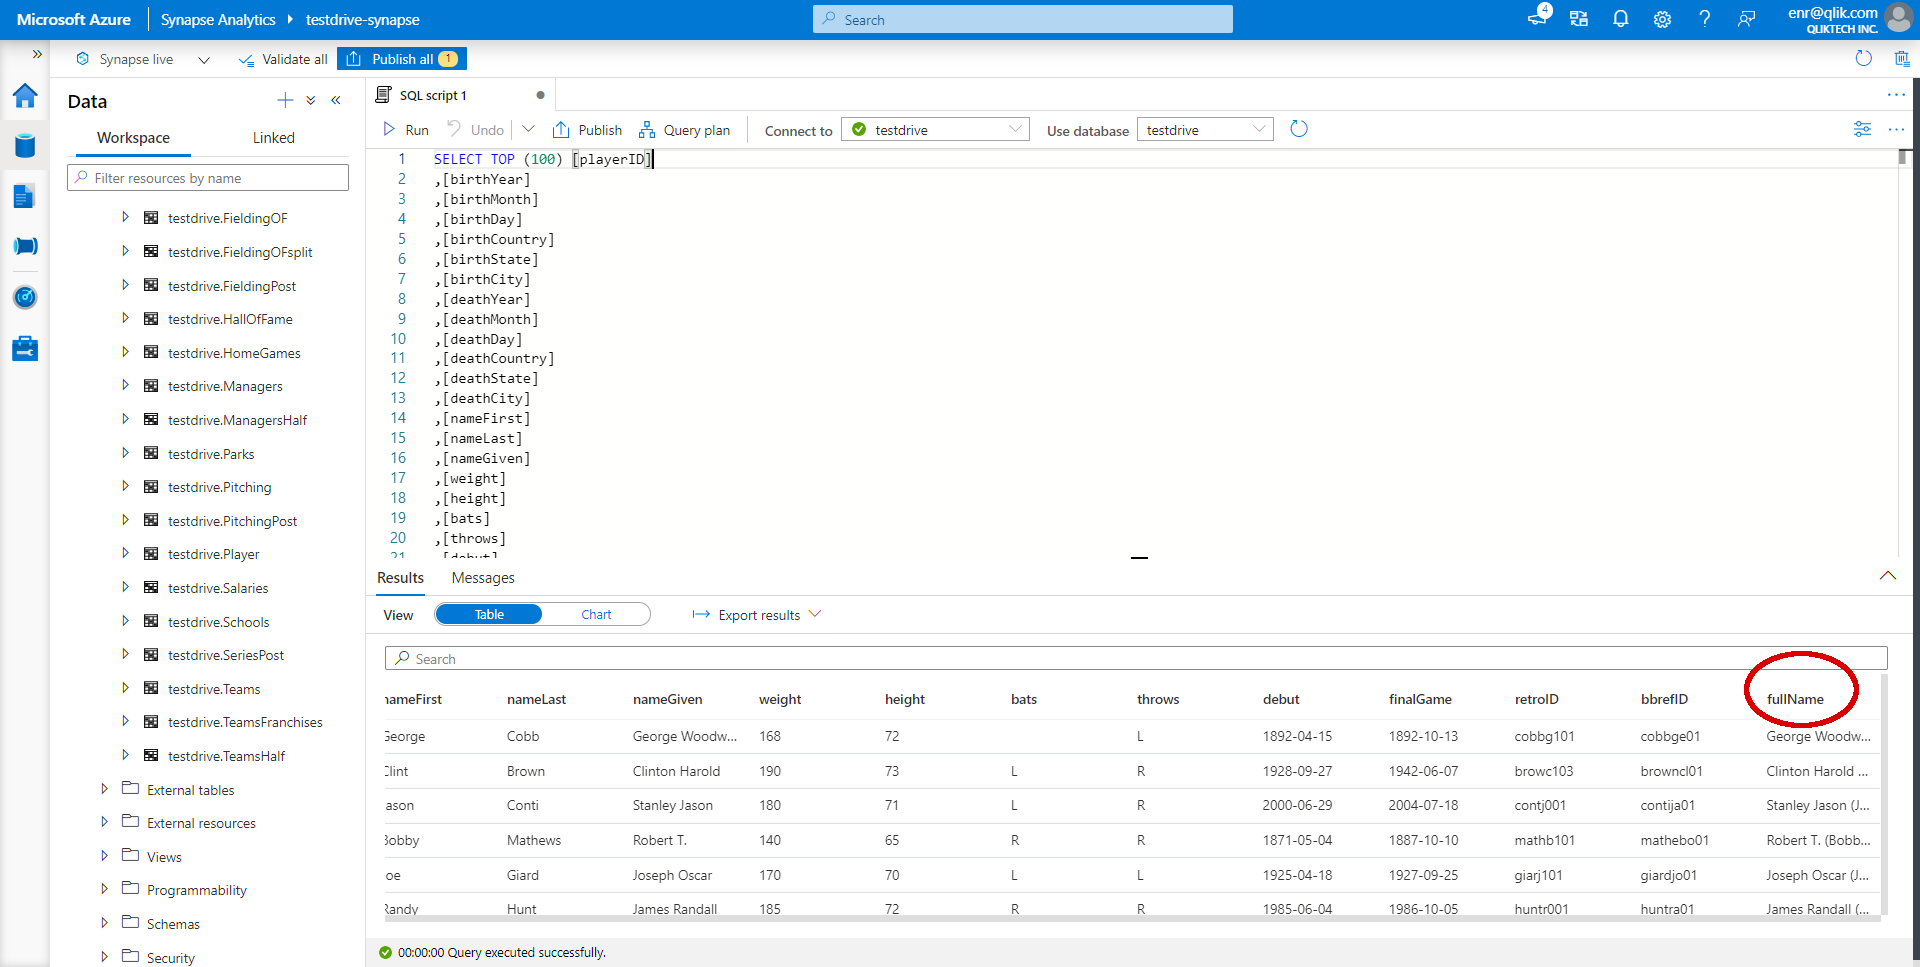 Microsoft Azure Synapse Analytics testdrive-synapse Search 4 enr@qlik.com
QLIKTECH INC.
Synapse live Validate all Publish all 1
Data
Workspace Linked
Filter resources by name
testdrive.FieldingOF
testdrive.FieldingOFsplit
testdrive.FieldingPost
testdrive.HallOfFame
testdrive.HomeGames
testdrive.Managers
testdrive.ManagersHalf
testdrive.Parks
testdrive.Pitching
testdrive.PitchingPost
testdrive.Player
testdrive.Salaries
testdrive.Schools
testdrive.SeriesPost
testdrive.Teams
testdrive.TeamsFranchises
testdrive.TeamsHalf
External tables
External resources
Views
Programmability
Schemas
Security
SQL script 1
Run Undo Publish Query plan Connect to testdrive Use database testdrive
1 SELECT TOP (100) [playerID]
2 ,[birthYear]
3 ,[birthMonth]
4 ,[birthDay]
5 ,[birthCountry]
6 ,[birthState]
7 ,[birthCity]
8 ,[deathYear]
9 ,[deathMonth]
10 ,[deathDay]
11 ,[deathCountry]
12 ,[deathState]
13 ,[deathCity]
14 ,[nameFirst]
15 ,[nameLast]
16 ,[nameGiven]
17 ,[weight]
18 ,[height]
19 ,[bats]
20 ,[throws]
21 ,[debut]
Results Messages
View Table Chart Export results
Search
nameFirst nameLast nameGiven weight height bats throws debut finalGame retroID bbrefID fullName
George Cobb George Woodw... 168 72 L 1892-04-15 1892-10-13 cobbg101 cobbge01 George Woodw...
Clint Brown Clinton Harold 190 73 L R 1928-09-27 1942-06-07 browc103 browncl01 Clinton Harold ...
ason Conti Stanley Jason 180 71 L R 2000-06-29 2004-07-18 contj001 contija01 Stanley Jason (J...
Bobby Mathews Robert T. 140 65 R R 1871-05-04 1887-10-10 mathb101 mathebo01 Robert T. (Bobb...
oe Giard Joseph Oscar 170 70 L L 1925-04-18 1927-09-25 giarj101 giardjo01 Joseph Oscar (J...
Randy Hunt James Randall 185 72 R R 1985-06-04 1986-10-05 huntr001 huntra01 James Randall (...
00:00:00 Query executed successfully.